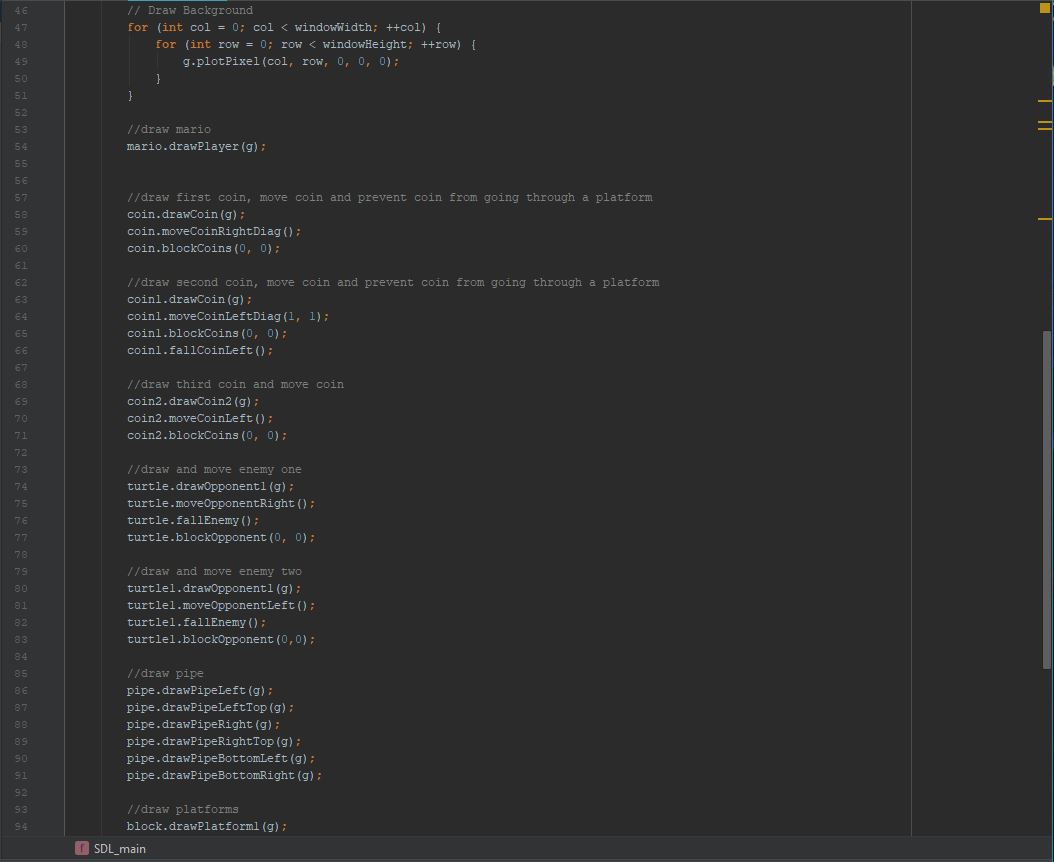 46 // Draw Background
47 for (int col = 0; col < windowWidth; ++col) {
48 for (int row = 0; row < windowHeight; ++row) {
49 g.plotPixel(col, row, 0, 0, 0);
50 }
51 }
52
53 //draw mario
54 mario.drawPlayer(g);
55
56
57 //draw first coin, move coin and prevent coin from going through a platform
58 coin.drawCoin(g);
59 coin.moveCoinRightDiag();
60 coin.blockCoins(0, 0);
61
62 //draw second coin, move coin and prevent coin from going through a platform
63 coin1.drawCoin(g);
64 coin1.moveCoinLeftDiag(1, 1);
65 coin1.blockCoins(0, 0);
66 coin1.fallCoinLeft();
67
68 //draw third coin and move coin
69 coin2.drawCoin2(g);
70 coin2.moveCoinLeft();
71 coin2.blockCoins(0, 0);
72
73 //draw and move enemy one
74 turtle.drawOpponent1(g);
75 turtle.moveOpponentRight();
76 turtle.fallEnemy();
77 turtle.blockOpponent(0, 0);
78
79 //draw and move enemy two
80 turtle1.drawOpponent1(g);
81 turtle1.moveOpponentLeft();
82 turtle1.fallEnemy();
83 turtle1.blockOpponent(0,0);
84
85 //draw pipe
86 pipe.drawPipeLeft(g);
87 pipe.drawPipeLeftTop(g);
88 pipe.drawPipeRight(g);
89 pipe.drawPipeRightTop(g);
90 pipe.drawPipeBottomLeft(g);
91 pipe.drawPipeBottomRight(g);
92
93 //draw platforms
94 block.drawPlatform1(g);
f SDL_main